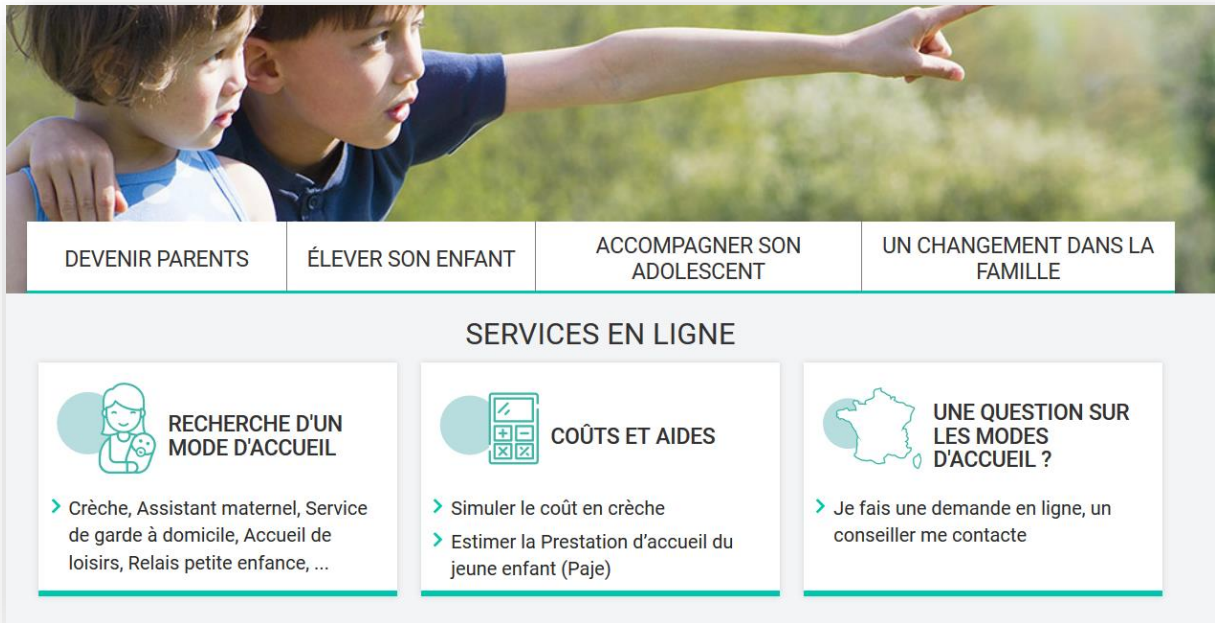 DEVENIR PARENTS
ÉLEVER SON ENFANT
ACCOMPAGNER SON
ADOLESCENT
UN CHANGEMENT DANS LA
FAMILLE
SERVICES EN LIGNE
RECHERCHE D'UN
MODE D'ACCUEIL
Crèche, Assistant maternel, Service
de garde à domicile, Accueil de
loisirs, Relais petite enfance, ...
COÛTS ET AIDES
Simuler le coût en crèche
Estimer la Prestation d’accueil du
jeune enfant (Paje)
UNE QUESTION SUR
LES MODES
D'ACCUEIL ?
Je fais une demande en ligne, un
conseiller me contacte